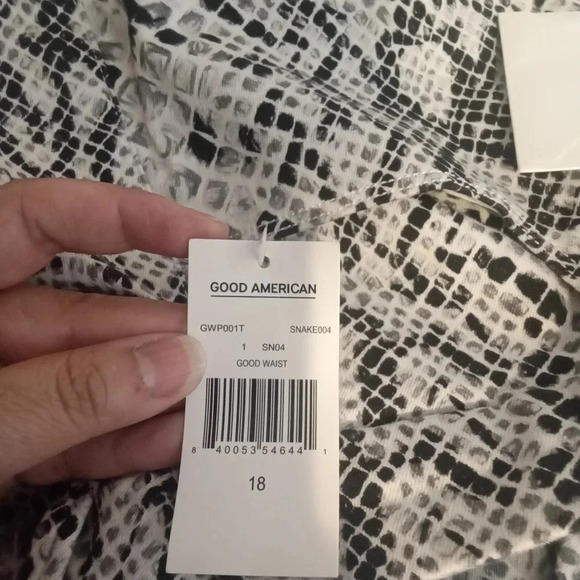 GOOD AMERICAN
GWP001T SNAKE004
1 SN04
GOOD WAIST
8 40053 54644 1
18